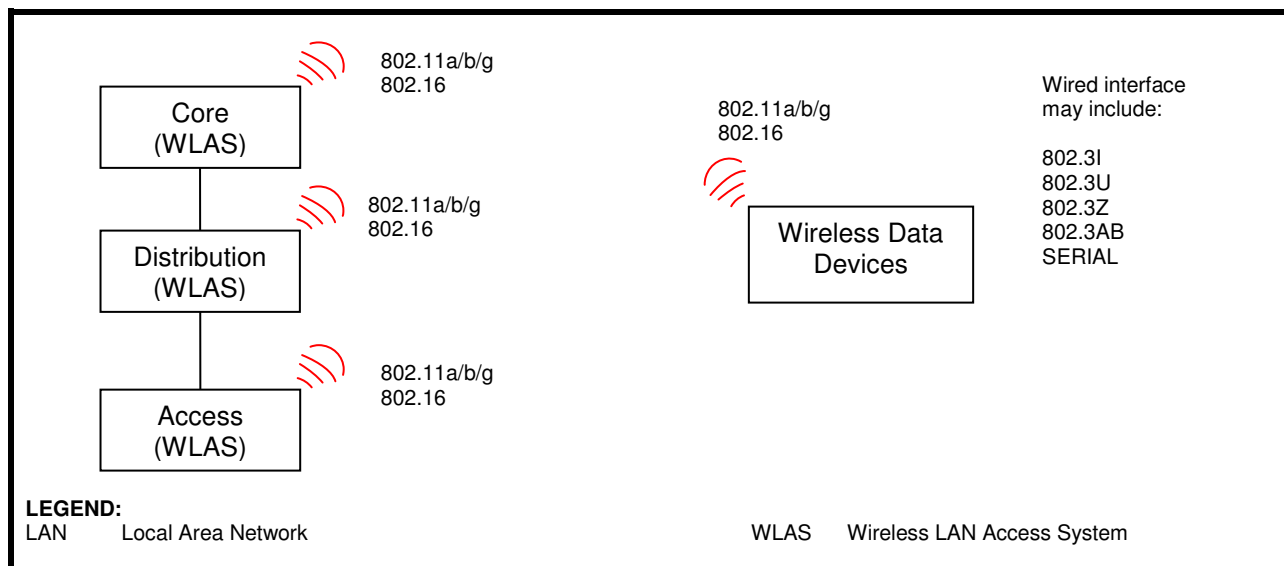 802.11a/b/g
802.16
Core
(WLAS)
802.11a/b/g
802.16
Distribution
(WLAS)
802.11a/b/g
802.16
Access
(WLAS)
802.11a/b/g
802.16
Wireless Data
Devices
Wired interface
may include:
802.3I
802.3U
802.3Z
802.3AB
SERIAL
LEGEND:
LAN Local Area Network
WLAS Wireless LAN Access System